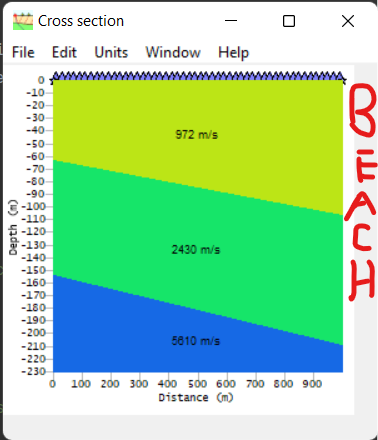 Cross section
File Edit Units Window Help
0
-10
-20
-30
-40
-50
-60
-70
-80
-90
-100
-110
-120
-130
-140
-150
-160
-170
-180
-190
-200
-210
-220
-230
Depth (m)
972 m/s
2430 m/s
5610 m/s
0 100 200 300 400 500 600 700 800 900
Distance (m)
B
E
A
C
H